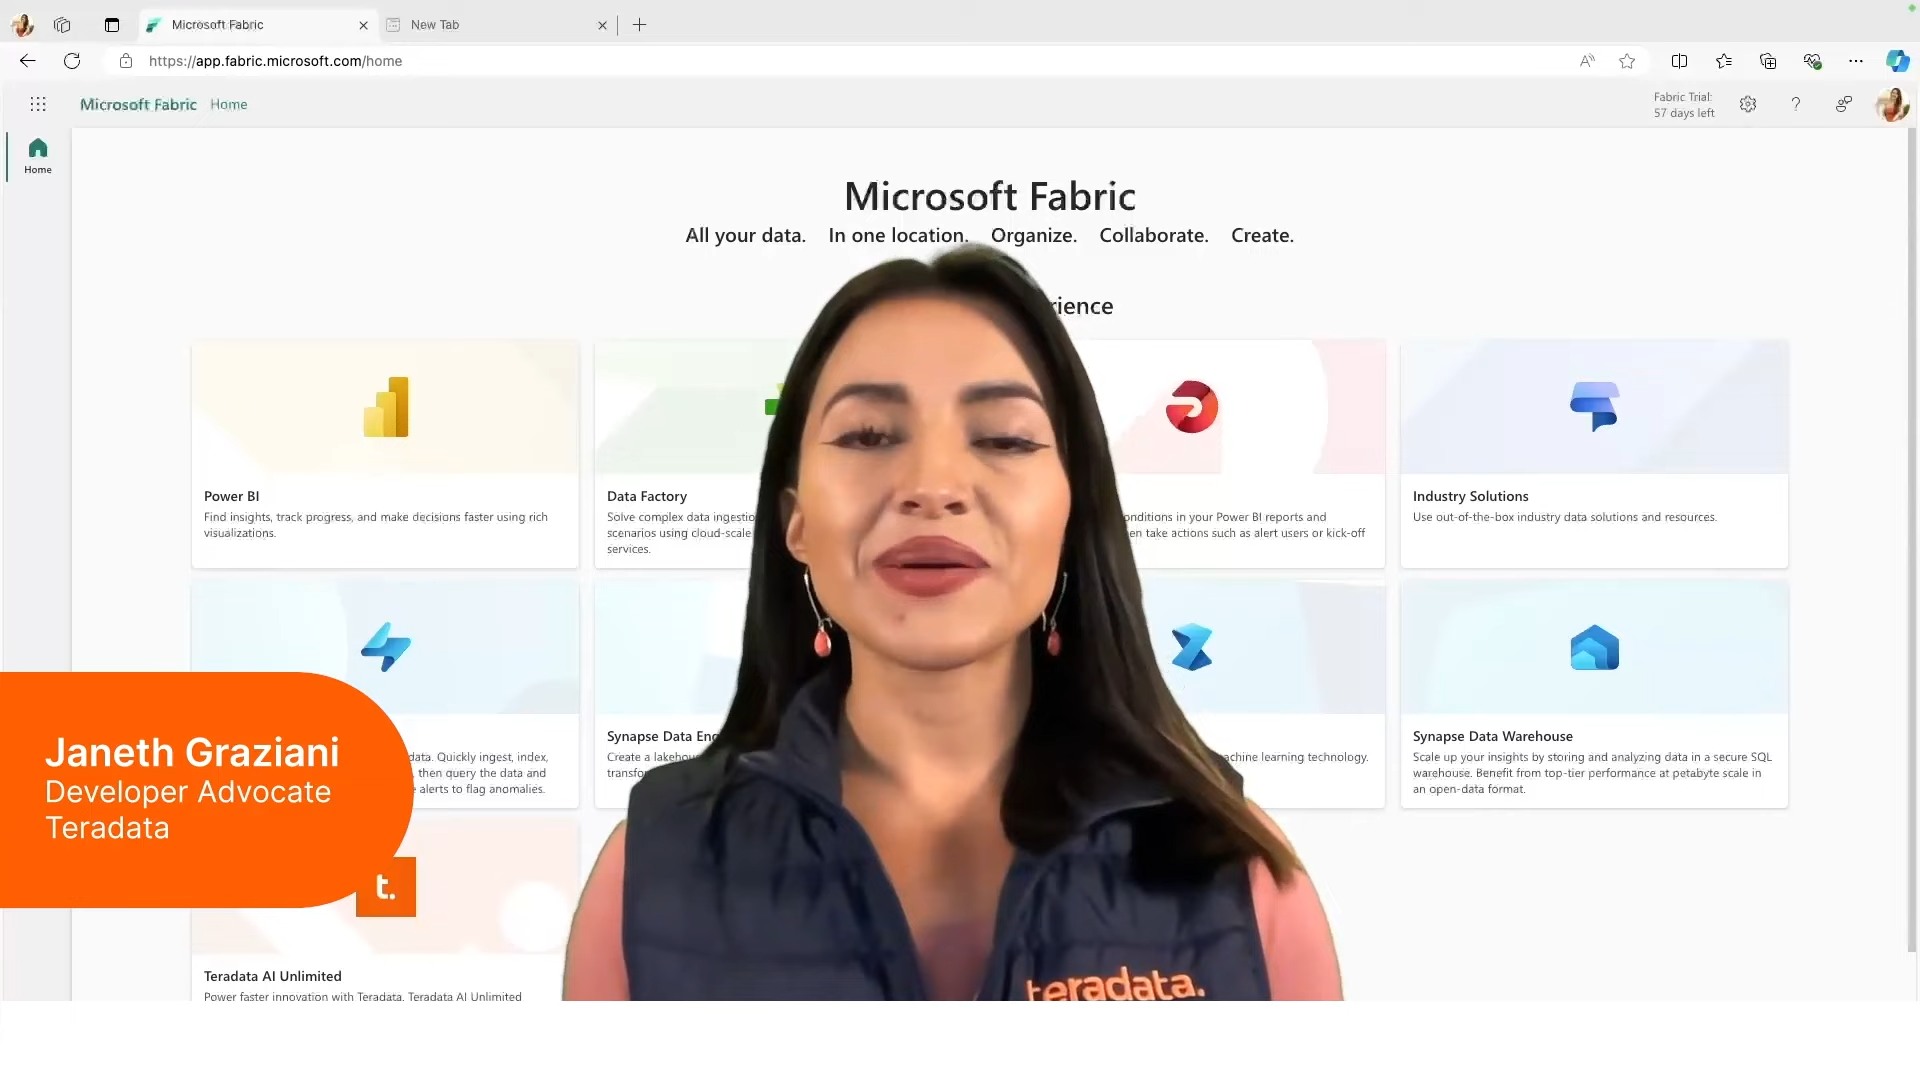 Microsoft Fabric
New Tab
https://app.fabric.microsoft.com/home
Microsoft Fabric Home
Fabric Trial:
57 days left
Home
Microsoft Fabric
All your data. In one location. Organize. Collaborate. Create.
rience
Power BI
Find insights, track progress, and make decisions faster using rich
visualizations.
Data Factory
Solve complex data ingestio
scenarios using cloud-scale
services.
onditions in your Power BI reports and
en take actions such as alert users or kick-off
Industry Solutions
Use out-of-the-box industry data solutions and resources.
data. Quickly ingest, index,
, then query the data and
e alerts to flag anomalies.
Synapse Data Eng
Create a lakehou
transfo
achine learning technology.
Synapse Data Warehouse
Scale up your insights by storing and analyzing data in a secure SQL
warehouse. Benefit from top-tier performance at petabyte scale in
an open-data format.
Janeth Graziani
Developer Advocate
Teradata
t.
Teradata AI Unlimited
Power faster innovation with Teradata. Teradata AI Unlimited
teradata.